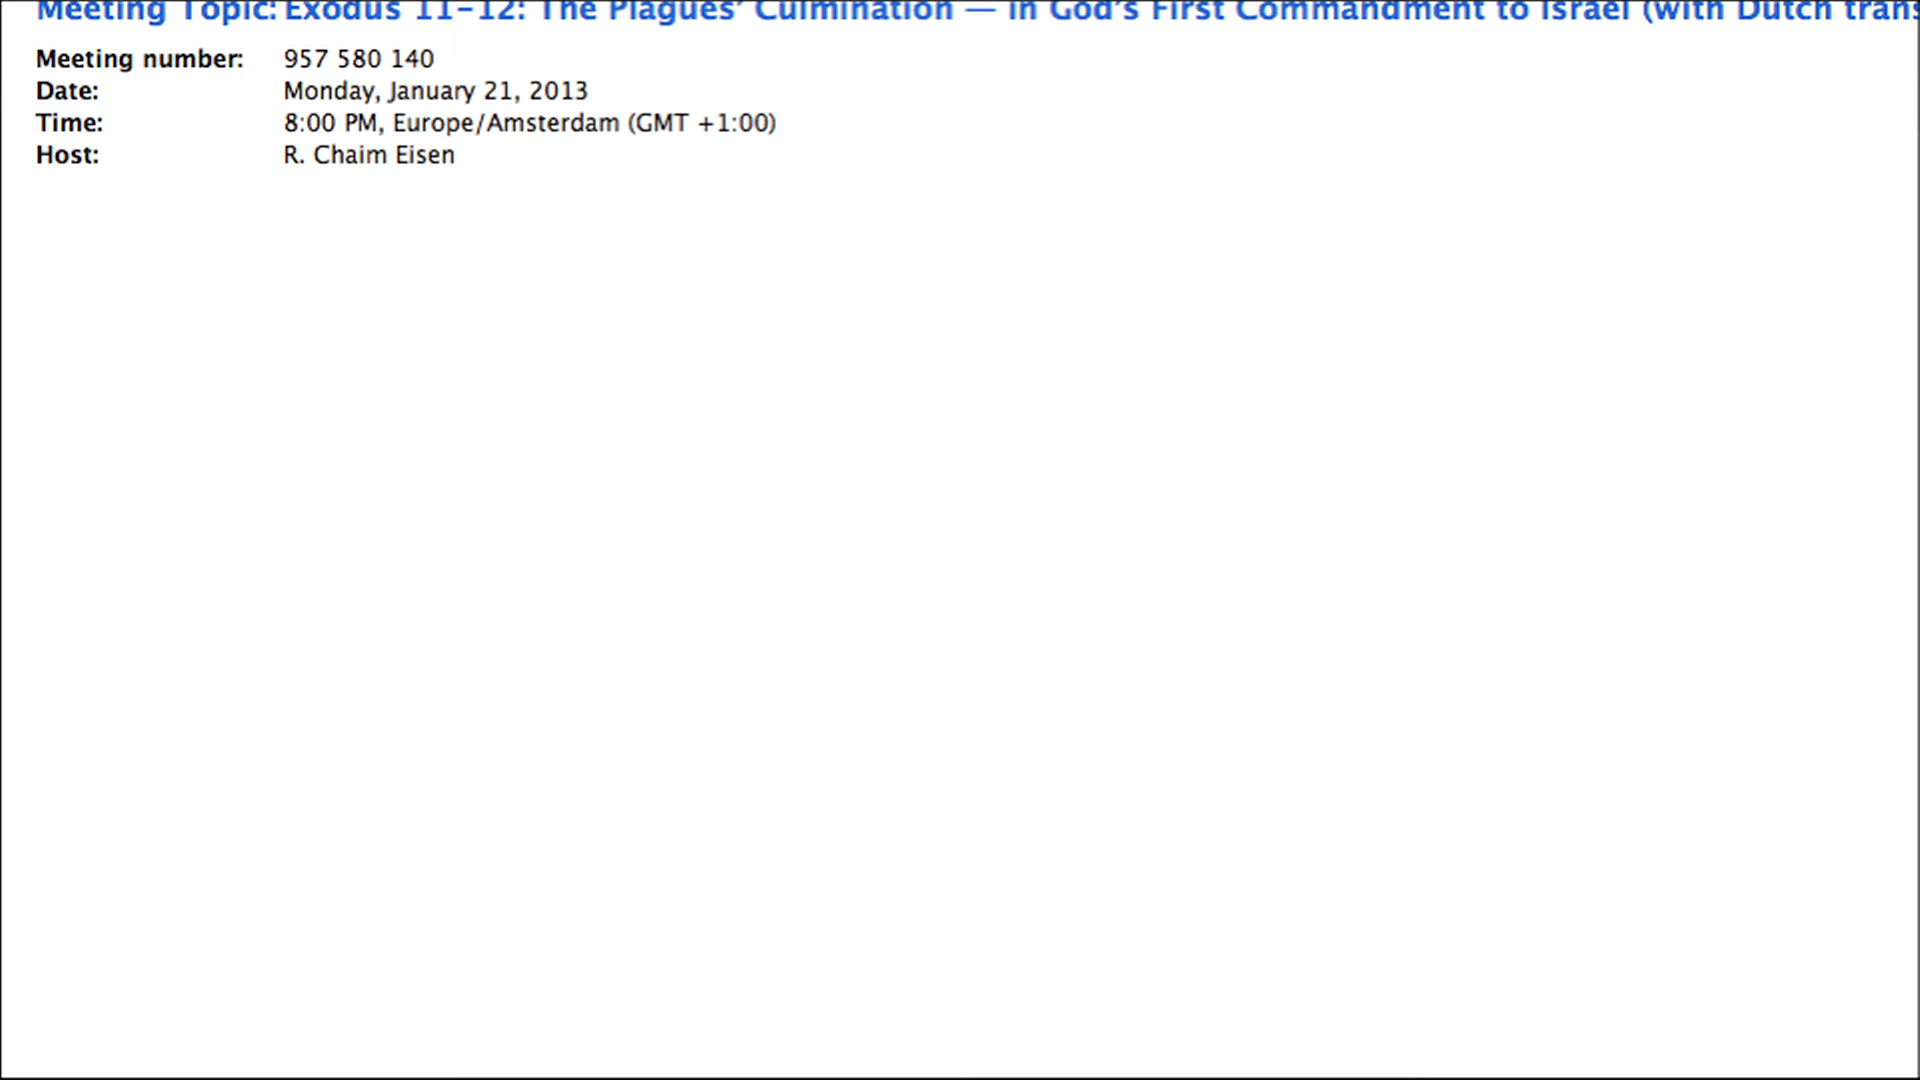 Meeting Topic: Exodus 11–12: The Plagues’ Culmination — in God’s First Commandment to Israel (with Dutch trans
Meeting number: 957 580 140
Date: Monday, January 21, 2013
Time: 8:00 PM, Europe/Amsterdam (GMT +1:00)
Host: R. Chaim Eisen